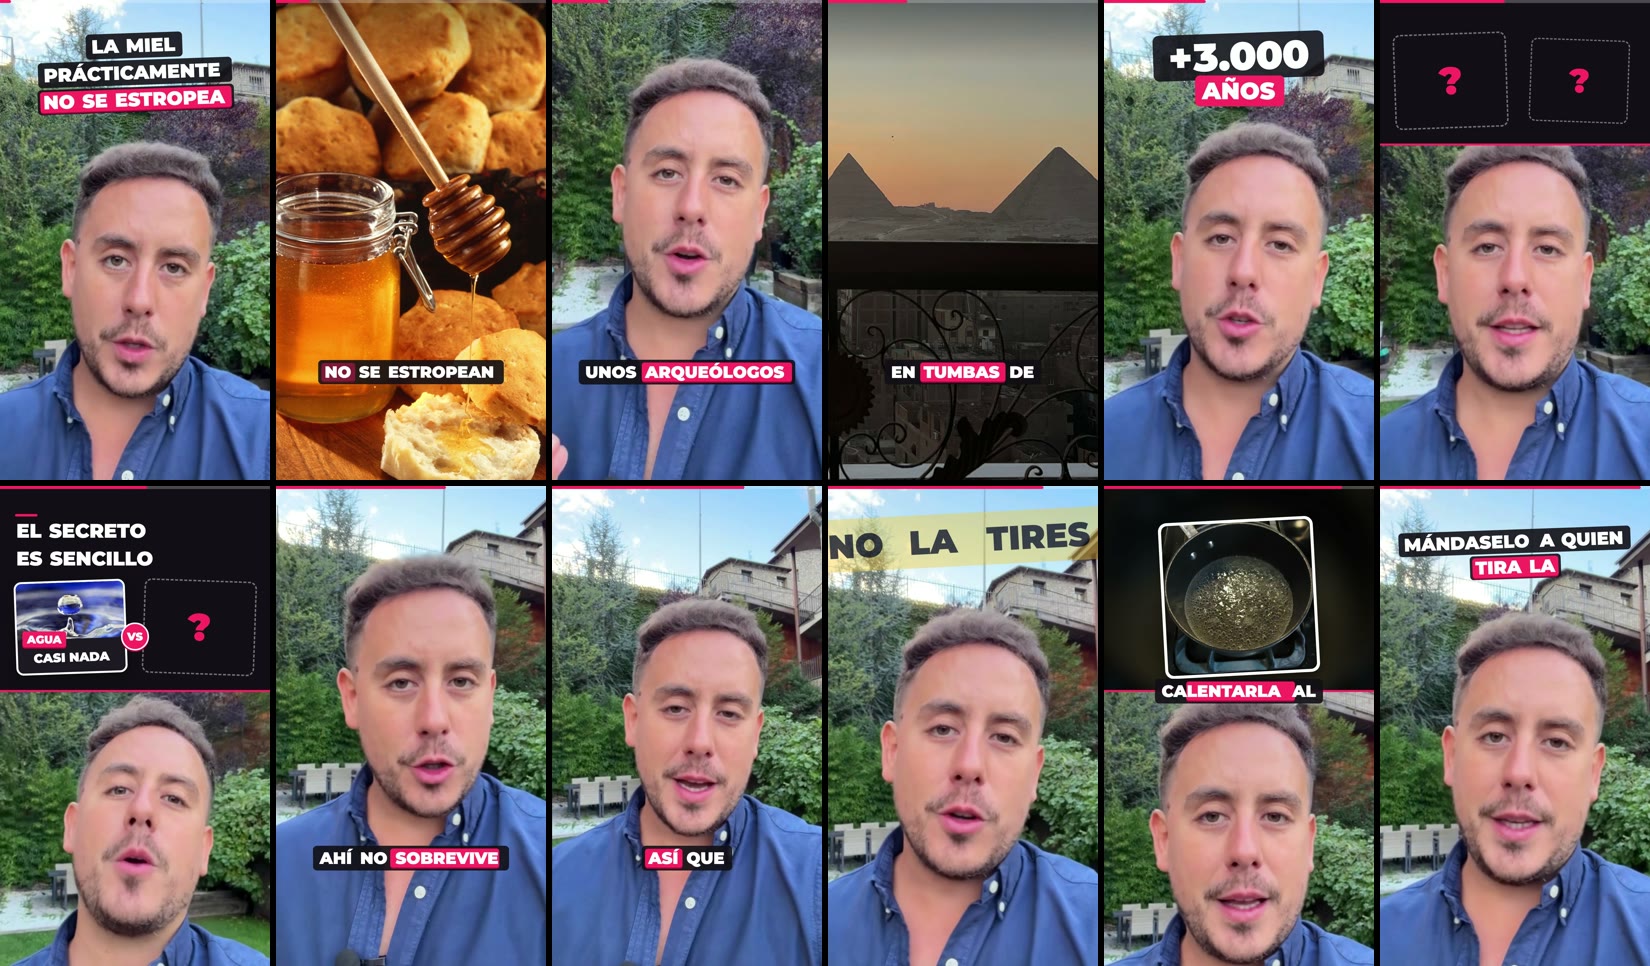 LA MIEL
PRÁCTICAMENTE
NO SE ESTROPEA
NO SE ESTROPEAN
UNOS ARQUEÓLOGOS
EN TUMBAS DE
+3.000
AÑOS
?
?
EL SECRETO
ES SENCILLO
AGUA
CASI NADA
VS
?
AHÍ NO SOBREVIVE
ASÍ QUE
NO LA TIRES
CALENTARLA AL
MÁNDASELO A QUIEN
TIRA LA